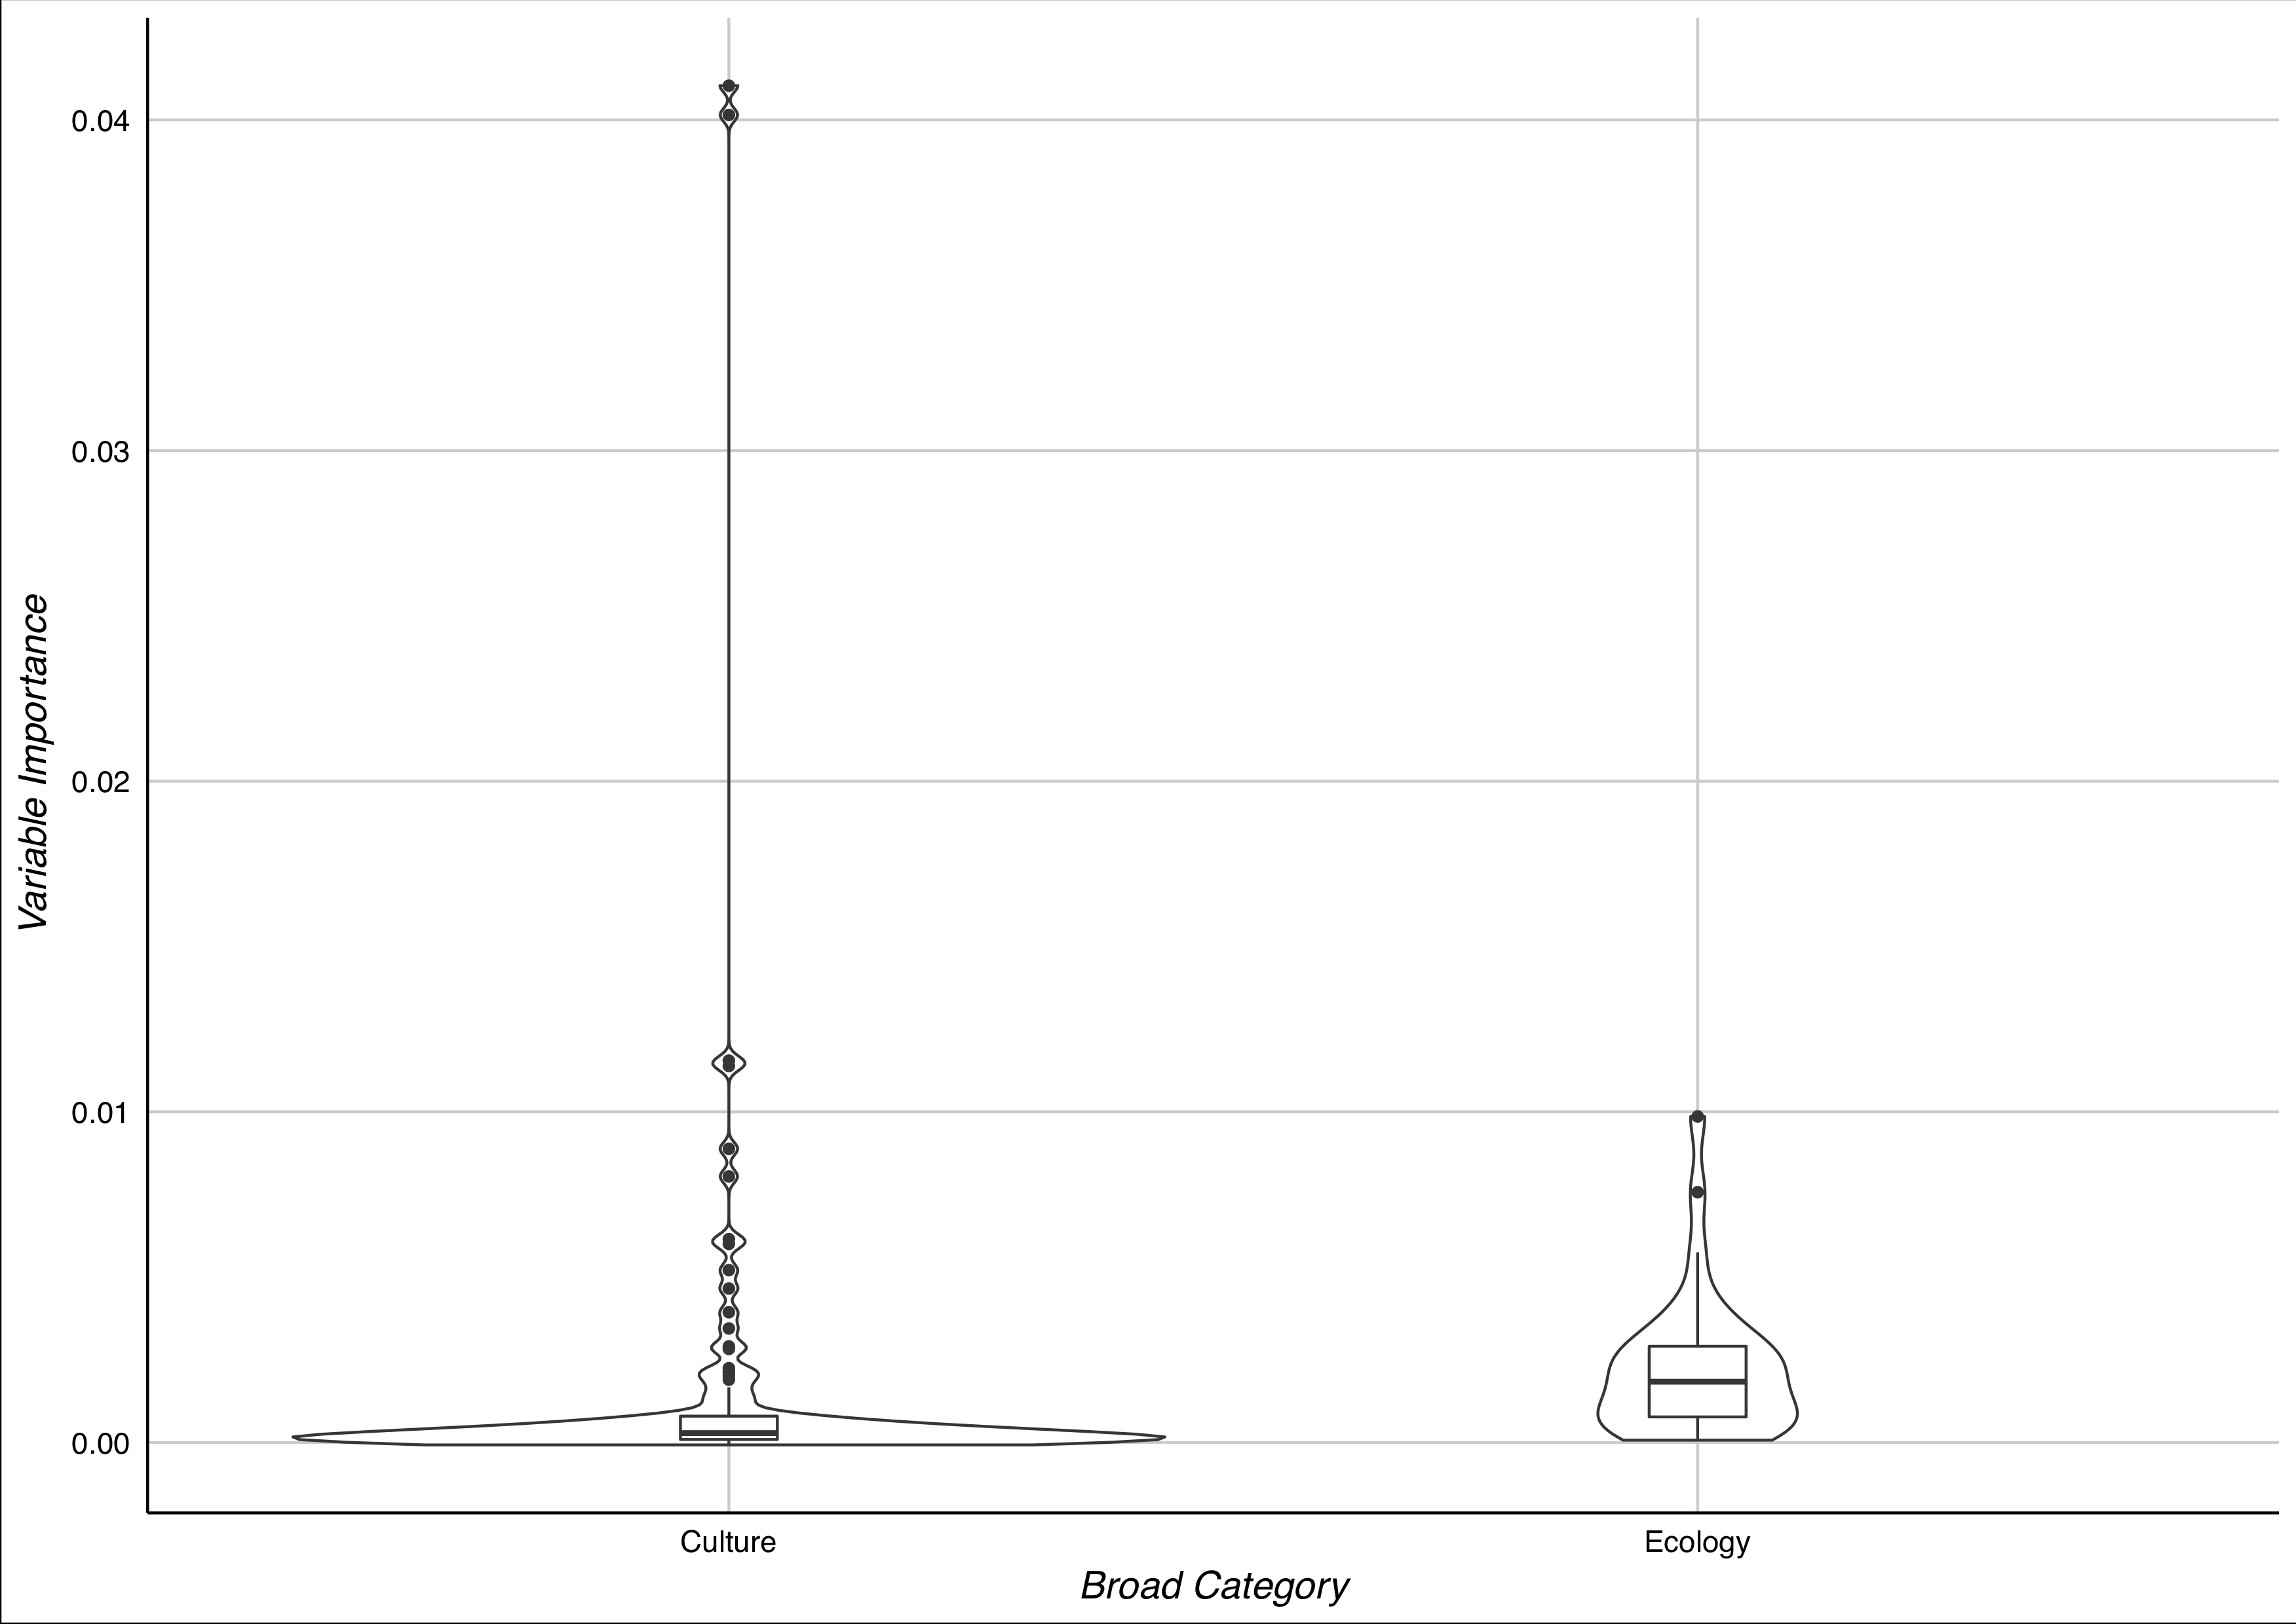 0.04
0.03
0.02
0.01
0.00
Variable Importance
Culture
Ecology
Broad Category